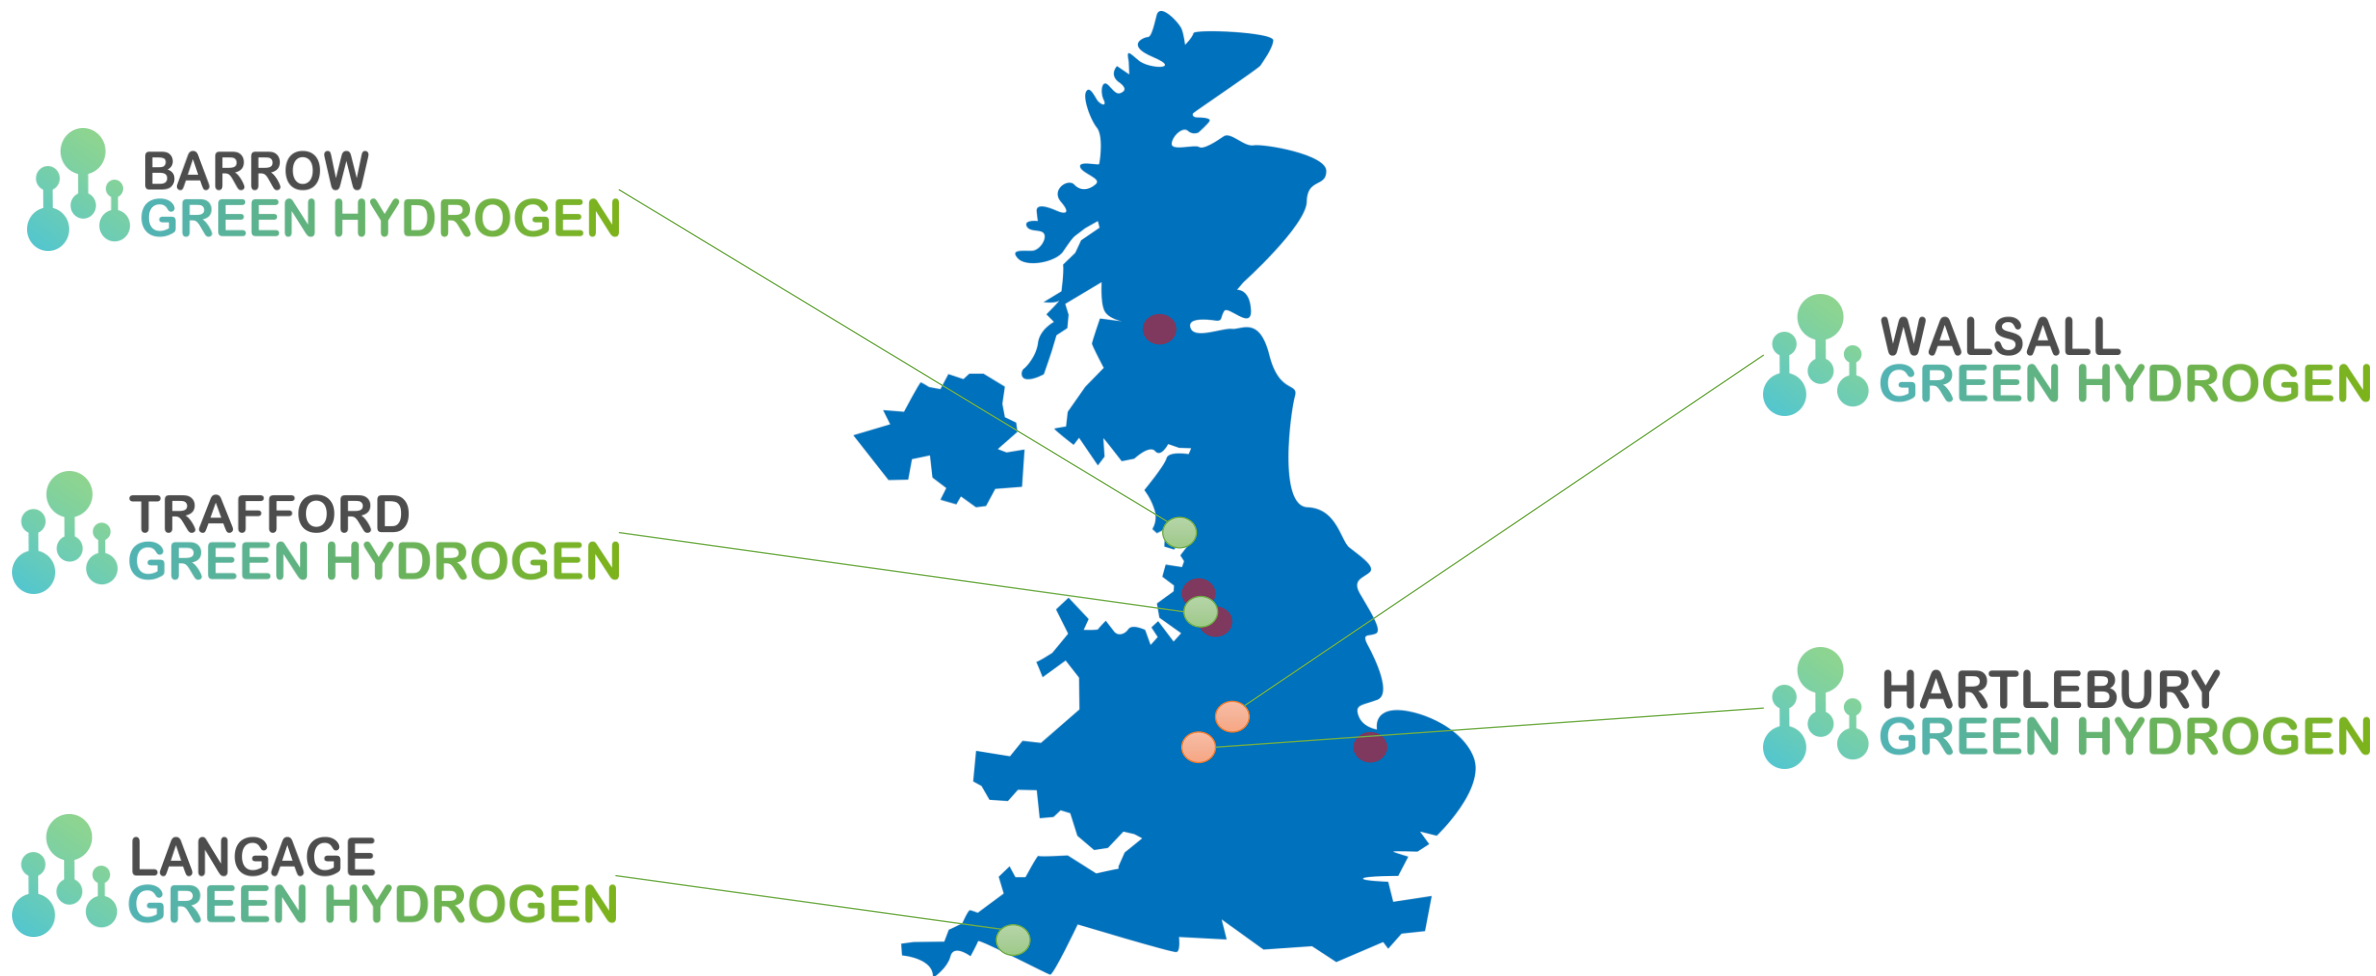 BARROW
GREEN HYDROGEN
TRAFFORD
GREEN HYDROGEN
LANGAGE
GREEN HYDROGEN
WALSALL
GREEN HYDROGEN
HARTLEBURY
GREEN HYDROGEN